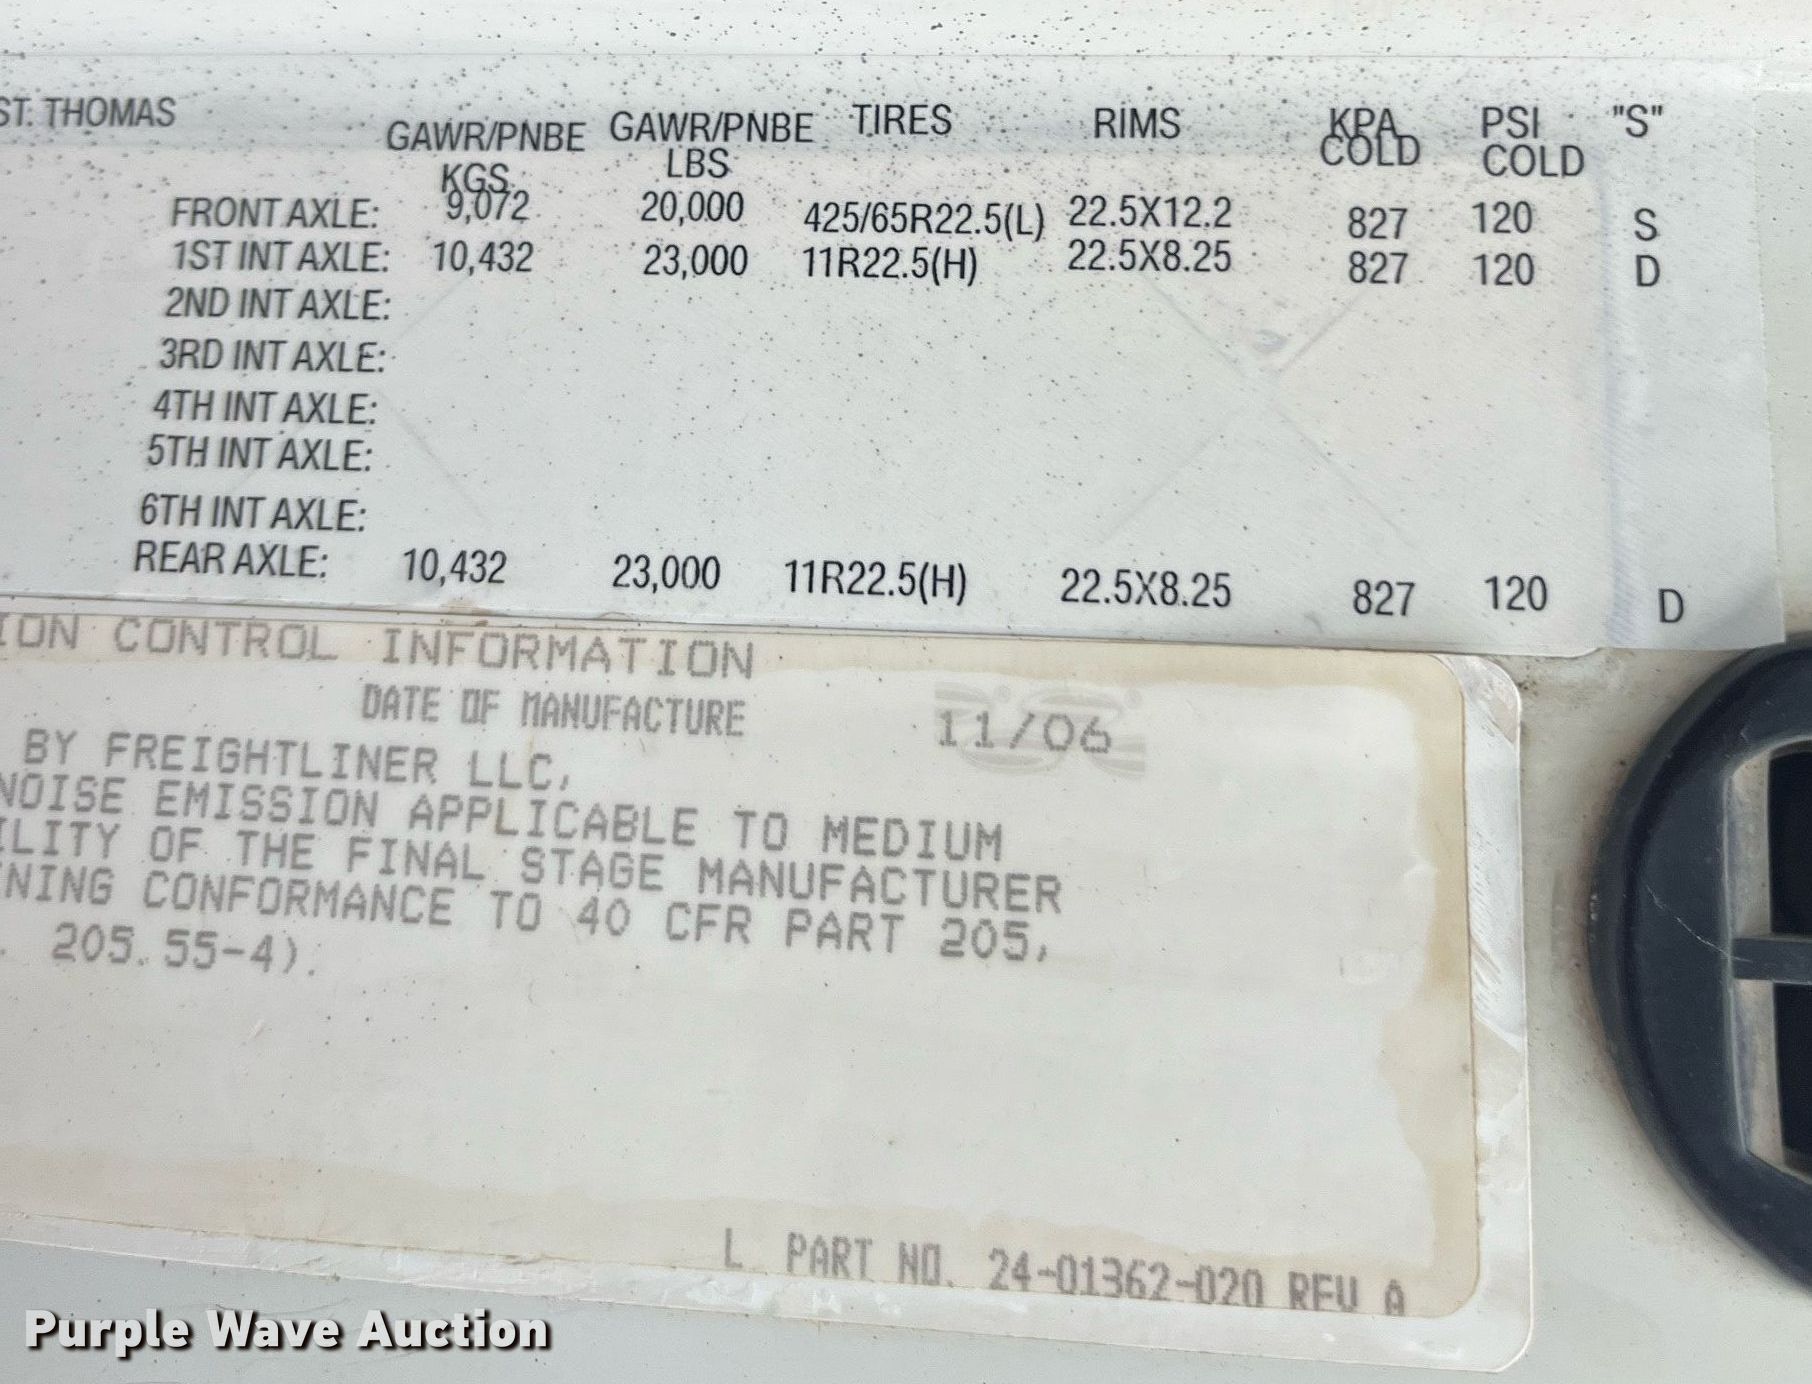 ST. THOMAS
GAWR/PNBE GAWR/PNBE TIRES RIMS KPA PSI "S"
KGS LBS COLD COLD
FRONT AXLE: 9,072 20,000 425/65R22.5(L) 22.5X12.2 827 120 S
1ST INT AXLE: 10,432 23,000 11R22.5(H) 22.5X8.25 827 120 D
2ND INT AXLE:
3RD INT AXLE:
4TH INT AXLE:
5TH INT AXLE:
6TH INT AXLE:
REAR AXLE: 10,432 23,000 11R22.5(H) 22.5X8.25 827 120 D
ION CONTROL INFORMATION
DATE OF MANUFACTURE 11/06
BY FREIGHTLINER LLC,
NOISE EMISSION APPLICABLE TO MEDIUM
ILITY OF THE FINAL STAGE MANUFACTURER
NING CONFORMANCE TO 40 CFR PART 205,
. 205.55-4).
L PART NO. 24-01362-020 REV A
Purple Wave Auction